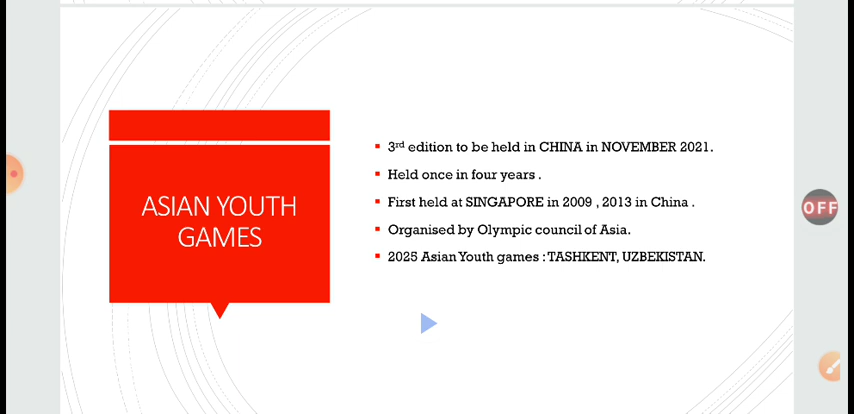 ASIAN YOUTH
GAMES
3rd edition to be held in CHINA in NOVEMBER 2021.
Held once in four years .
First held at SINGAPORE in 2009 , 2013 in China .
Organised by Olympic council of Asia.
2025 Asian Youth games : TASHKENT, UZBEKISTAN.
OFF